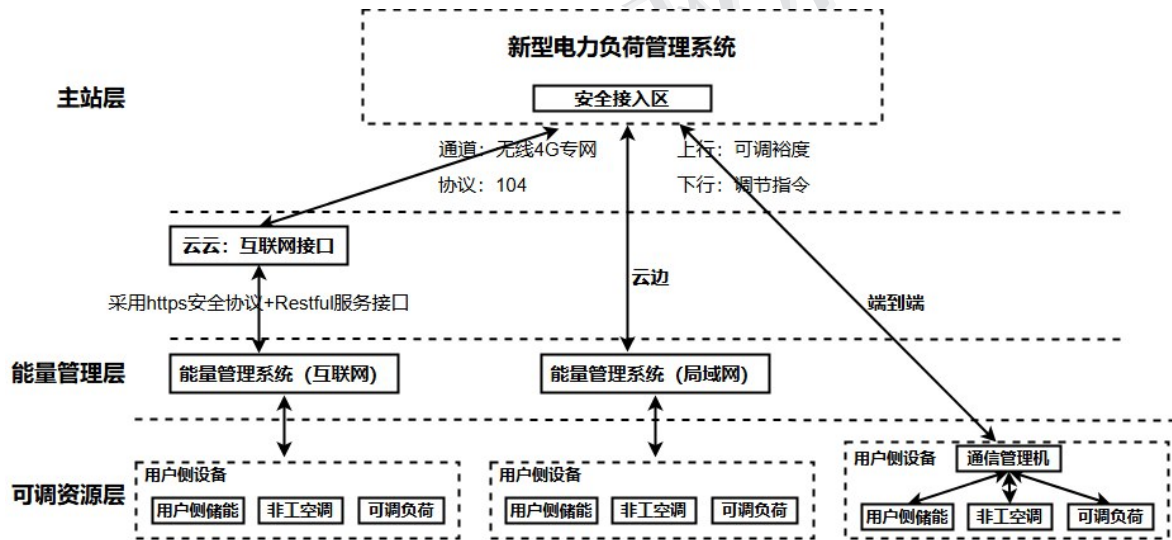 新型电力负荷管理系统
主站层
安全接入区
通道：无线4G专网
上行：可调裕度
协议：104
下行：调节指令
云云：互联网接口
云边
采用https安全协议+Restful服务接口
端到端
能量管理层
能量管理系统（互联网）
能量管理系统（局域网）
可调资源层
用户侧设备
用户侧储能
非工空调
可调负荷
用户侧设备
用户侧储能
非工空调
可调负荷
用户侧设备
通信管理机
用户侧储能
非工空调
可调负荷